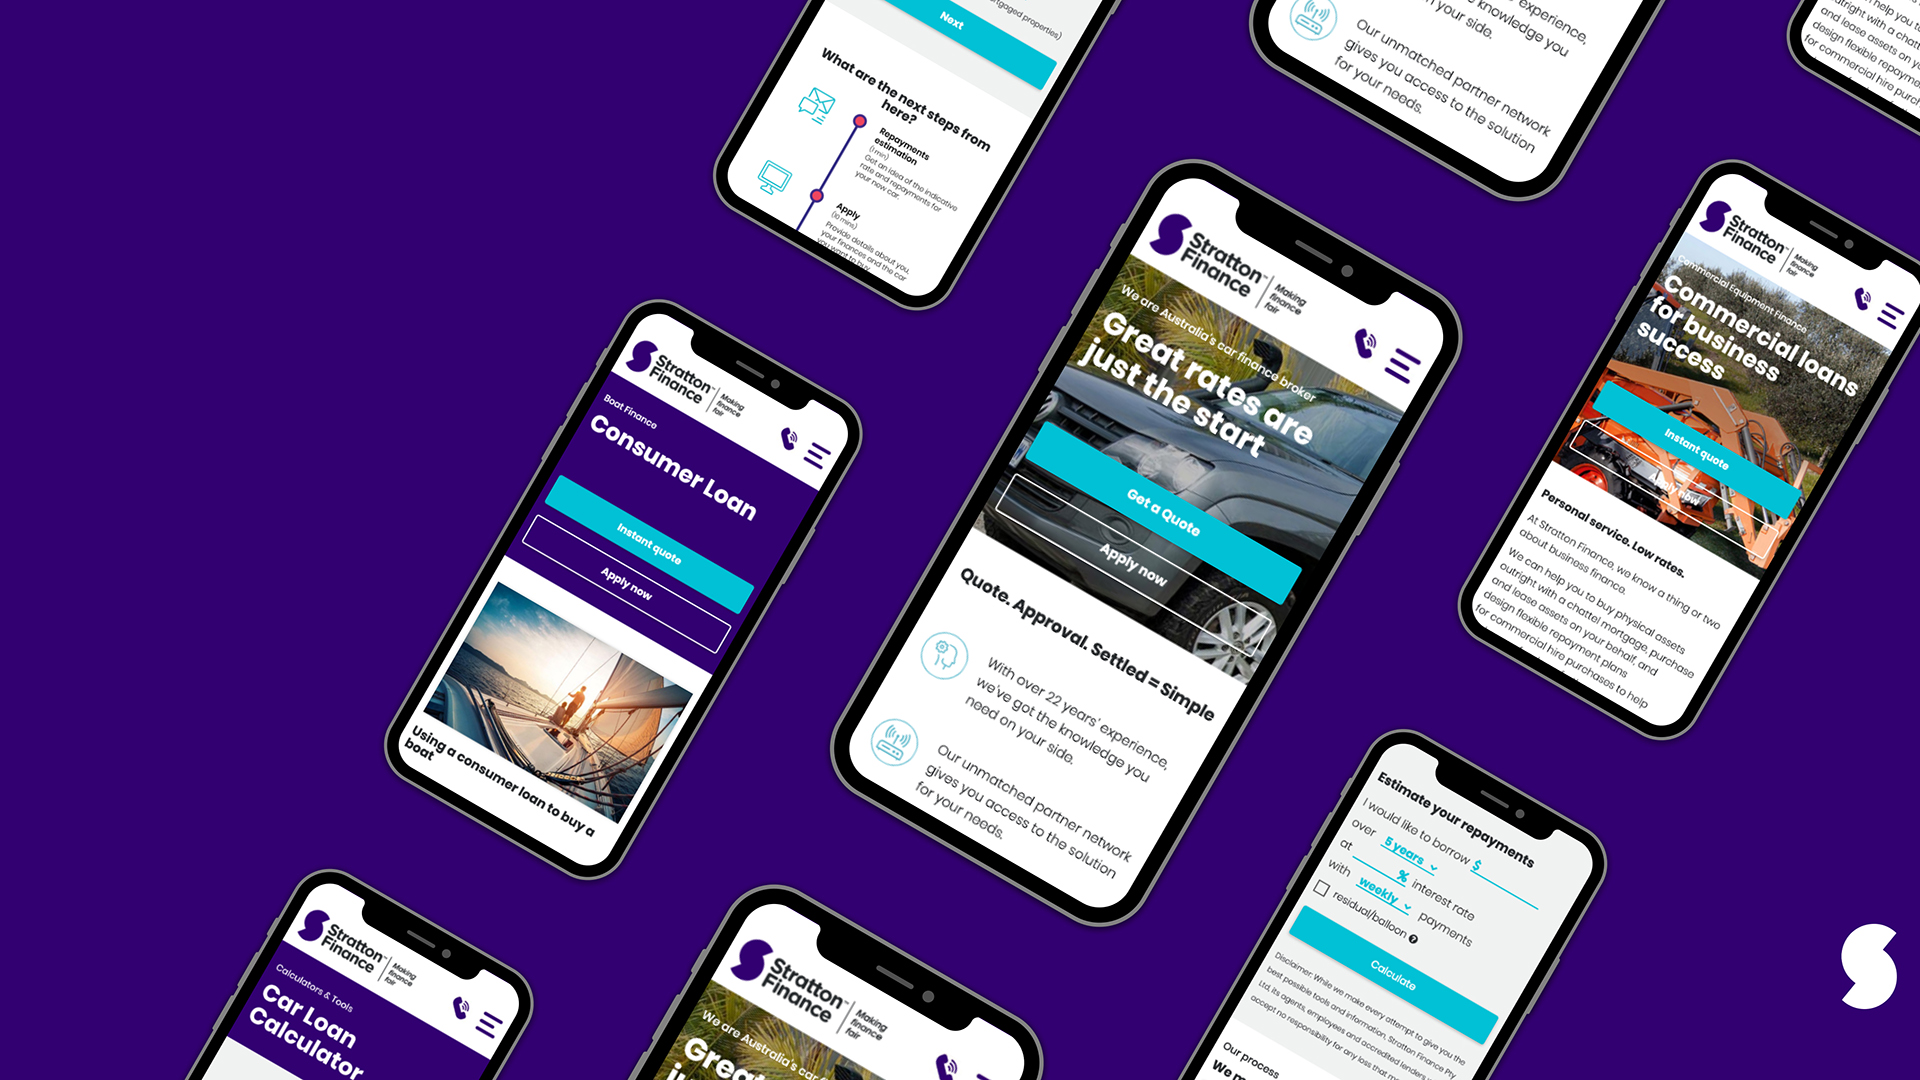 tgaged properties)
Next
What are the next steps from
here?
Repayments
estimation
(1 min)
Get an idea of the indicative
rate and repayments for
your new car.
Apply
(10 mins)
Provide details about you,
your finances and the car
you want to buy
experience,
knowledge you
on your side.
Our unmatched partner network
gives you access to the solution
for your needs.
help you to
outright with a chattel
and lease assets on yo
design flexible repayme
for commercial hire purch
Stratton
Finance
Making
finance
fair
Boat Finance
Consumer Loan
Instant quote
Apply now
Using a consumer loan to buy a
boat
Stratton
Finance
Making
finance
fair
We are Australia's car finance broker
Great rates are
just the start
Get a Quote
Apply now
Quote. Approval. Settled = Simple
With over 22 years' experience,
we've got the knowledge you
need on your side.
Our unmatched partner network
gives you access to the solution
for your needs.
Stratton
Finance
Making
finance
fair
Commercial Equipment Finance
Commercial loans
for business
success
Instant quote
Apply now
Personal service. Low rates.
At Stratton Finance, we know a thing or two
about business finance.
We can help you to buy physical assets
outright with a chattel mortgage, purchase
and lease assets on your behalf, and
design flexible repayment plans
for commercial hire purchases to help
Stratton
Finance
Making
finance
fair
Calculators & Tools
Car Loan
Calculator
Stratton
Finance
Making
finance
fair
We are Australia's car
Great
ju
Estimate your repayments
I would like to borrow $
over 5 years
at % interest rate
with weekly payments
residual/balloon ?
Calculate
Disclaimer: While we make every attempt to give you the
best possible tools and information, Stratton Finance Pty
Ltd, its agents, employees and accredited lenders
accept no responsibility for any loss that ma
Our process
We m